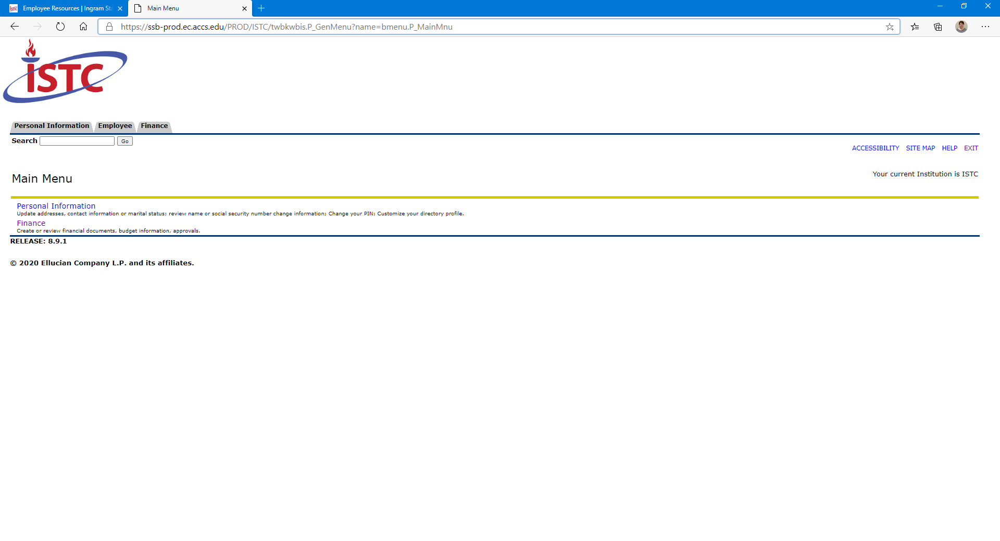 Employee Resources | Ingram Sta
Main Menu
https://ssb-prod.ec.accs.edu/PROD/ISTC/twbkwbis.P_GenMenu?name=bmenu.P_MainMnu
ISTC
Personal Information Employee Finance
Search Go
ACCESSIBILITY SITE MAP HELP EXIT
Main Menu
Your current Institution is ISTC
Personal Information
Update addresses, contact information or marital status; review name or social security number change information; Change your PIN; Customize your directory profile.
Finance
Create or review financial documents, budget information, approvals.
RELEASE: 8.9.1
© 2020 Ellucian Company L.P. and its affiliates.